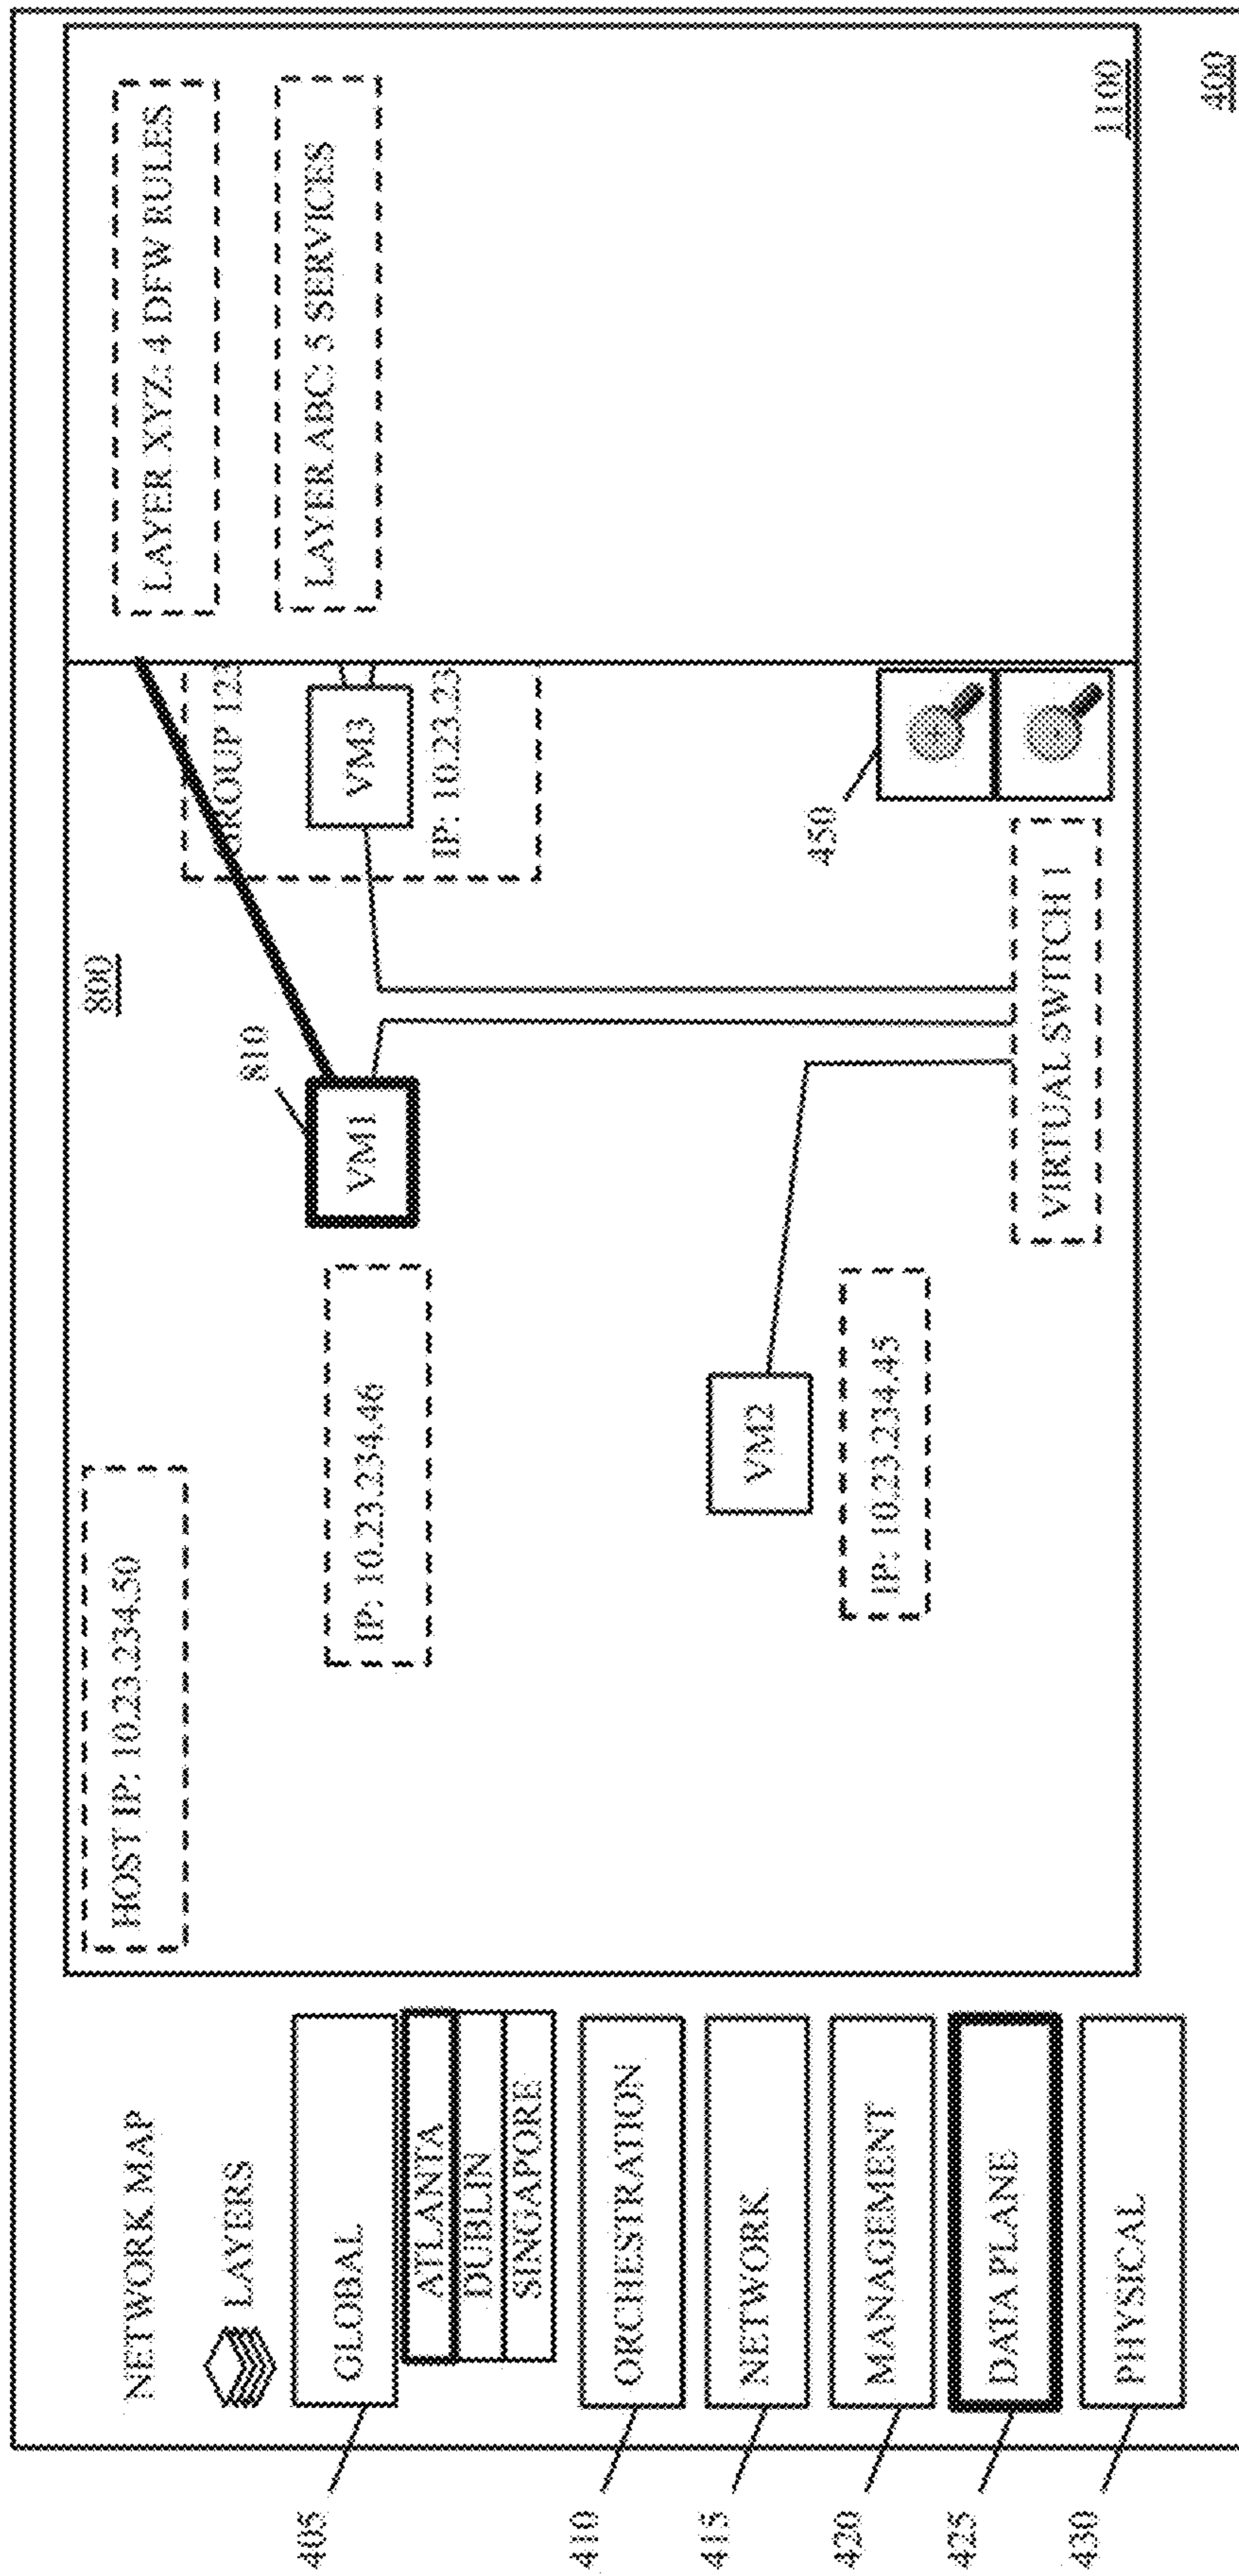 NETWORK MAP
LAYERS
405
GLOBAL
ATLANTA
DUBLIN
SINGAPORE
410
ORCHESTRATION
415
NETWORK
420
MANAGEMENT
425
DATA PLANE
430
PHYSICAL
HOST IP: 10.23.234.50
800
810
VM1
IP: 10.23.234.46
VM2
IP: 10.23.234.45
GROUP 123
VM3
IP: 10.23.23
450
VIRTUAL SWITCH 1
LAYER XYZ: 4 DFW RULES
LAYER ABC: 5 SERVICES
1100
400